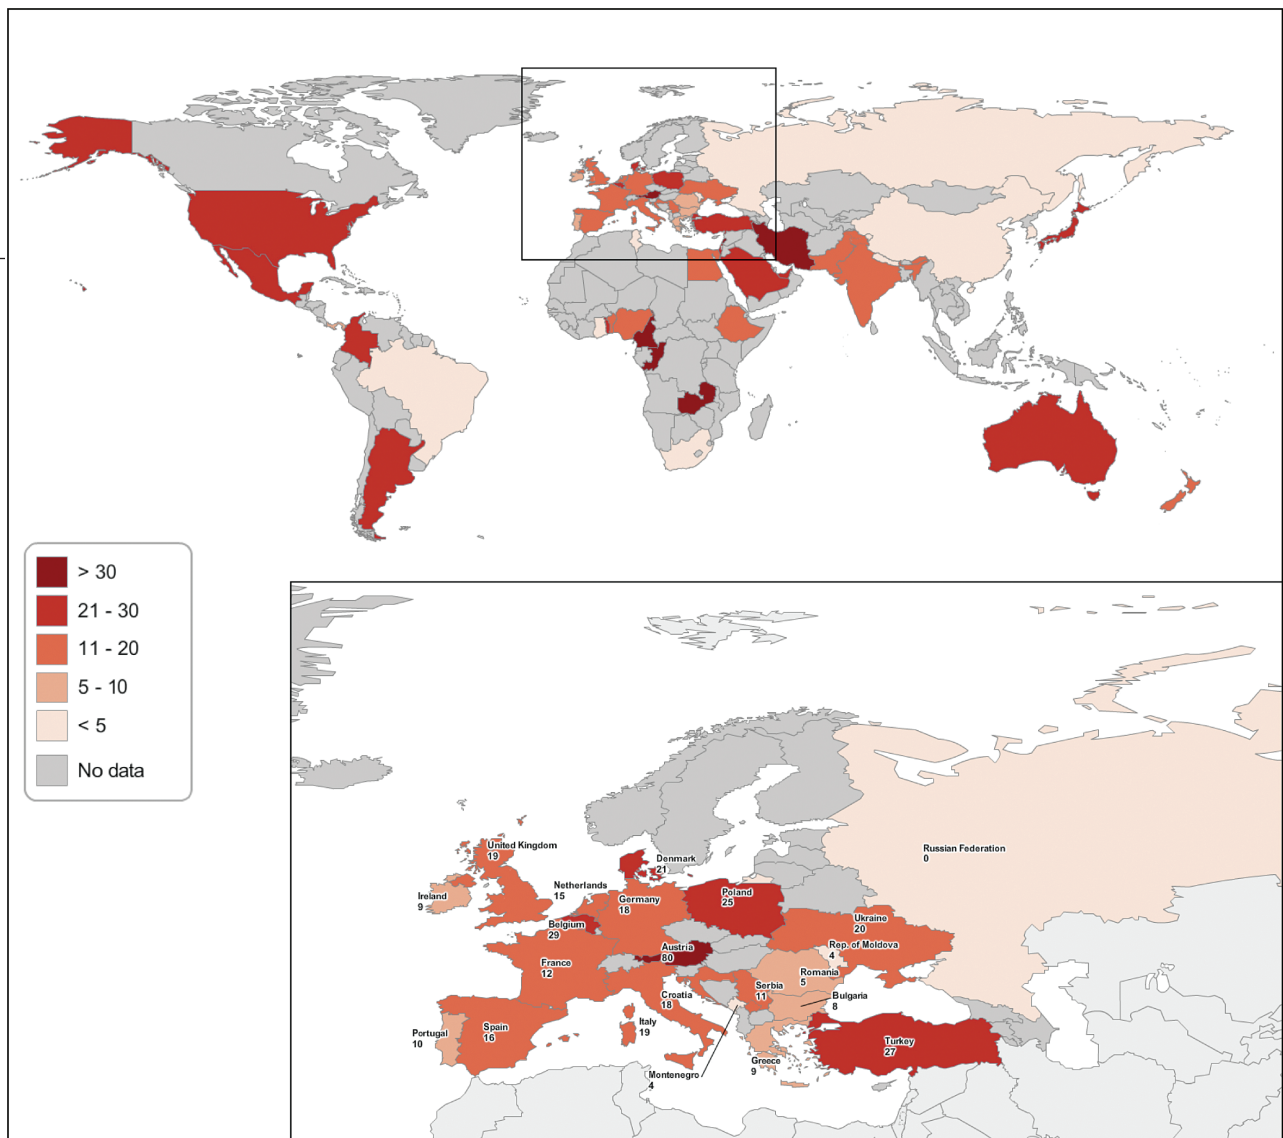 > 30
21 - 30
11 - 20
5 - 10
< 5
No data
United Kingdom
19
Denmark
21
Russian Federation
0
Netherlands
15
Poland
25
Ireland
9
Germany
18
Belgium
29
Ukraine
20
Austria
80
Rep. of Moldova
4
France
12
Romania
5
Serbia
11
Croatia
18
Bulgaria
8
Italy
19
Spain
16
Portugal
10
Turkey
27
Greece
9
Montenegro
4